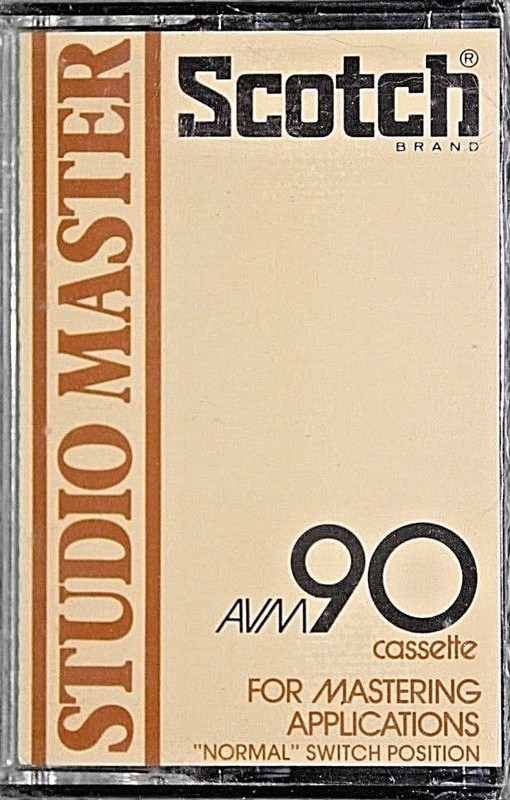 STUDIO MASTER
Scotch®
BRAND
AVM 90
cassette
FOR MASTERING
APPLICATIONS
"NORMAL" SWITCH POSITION